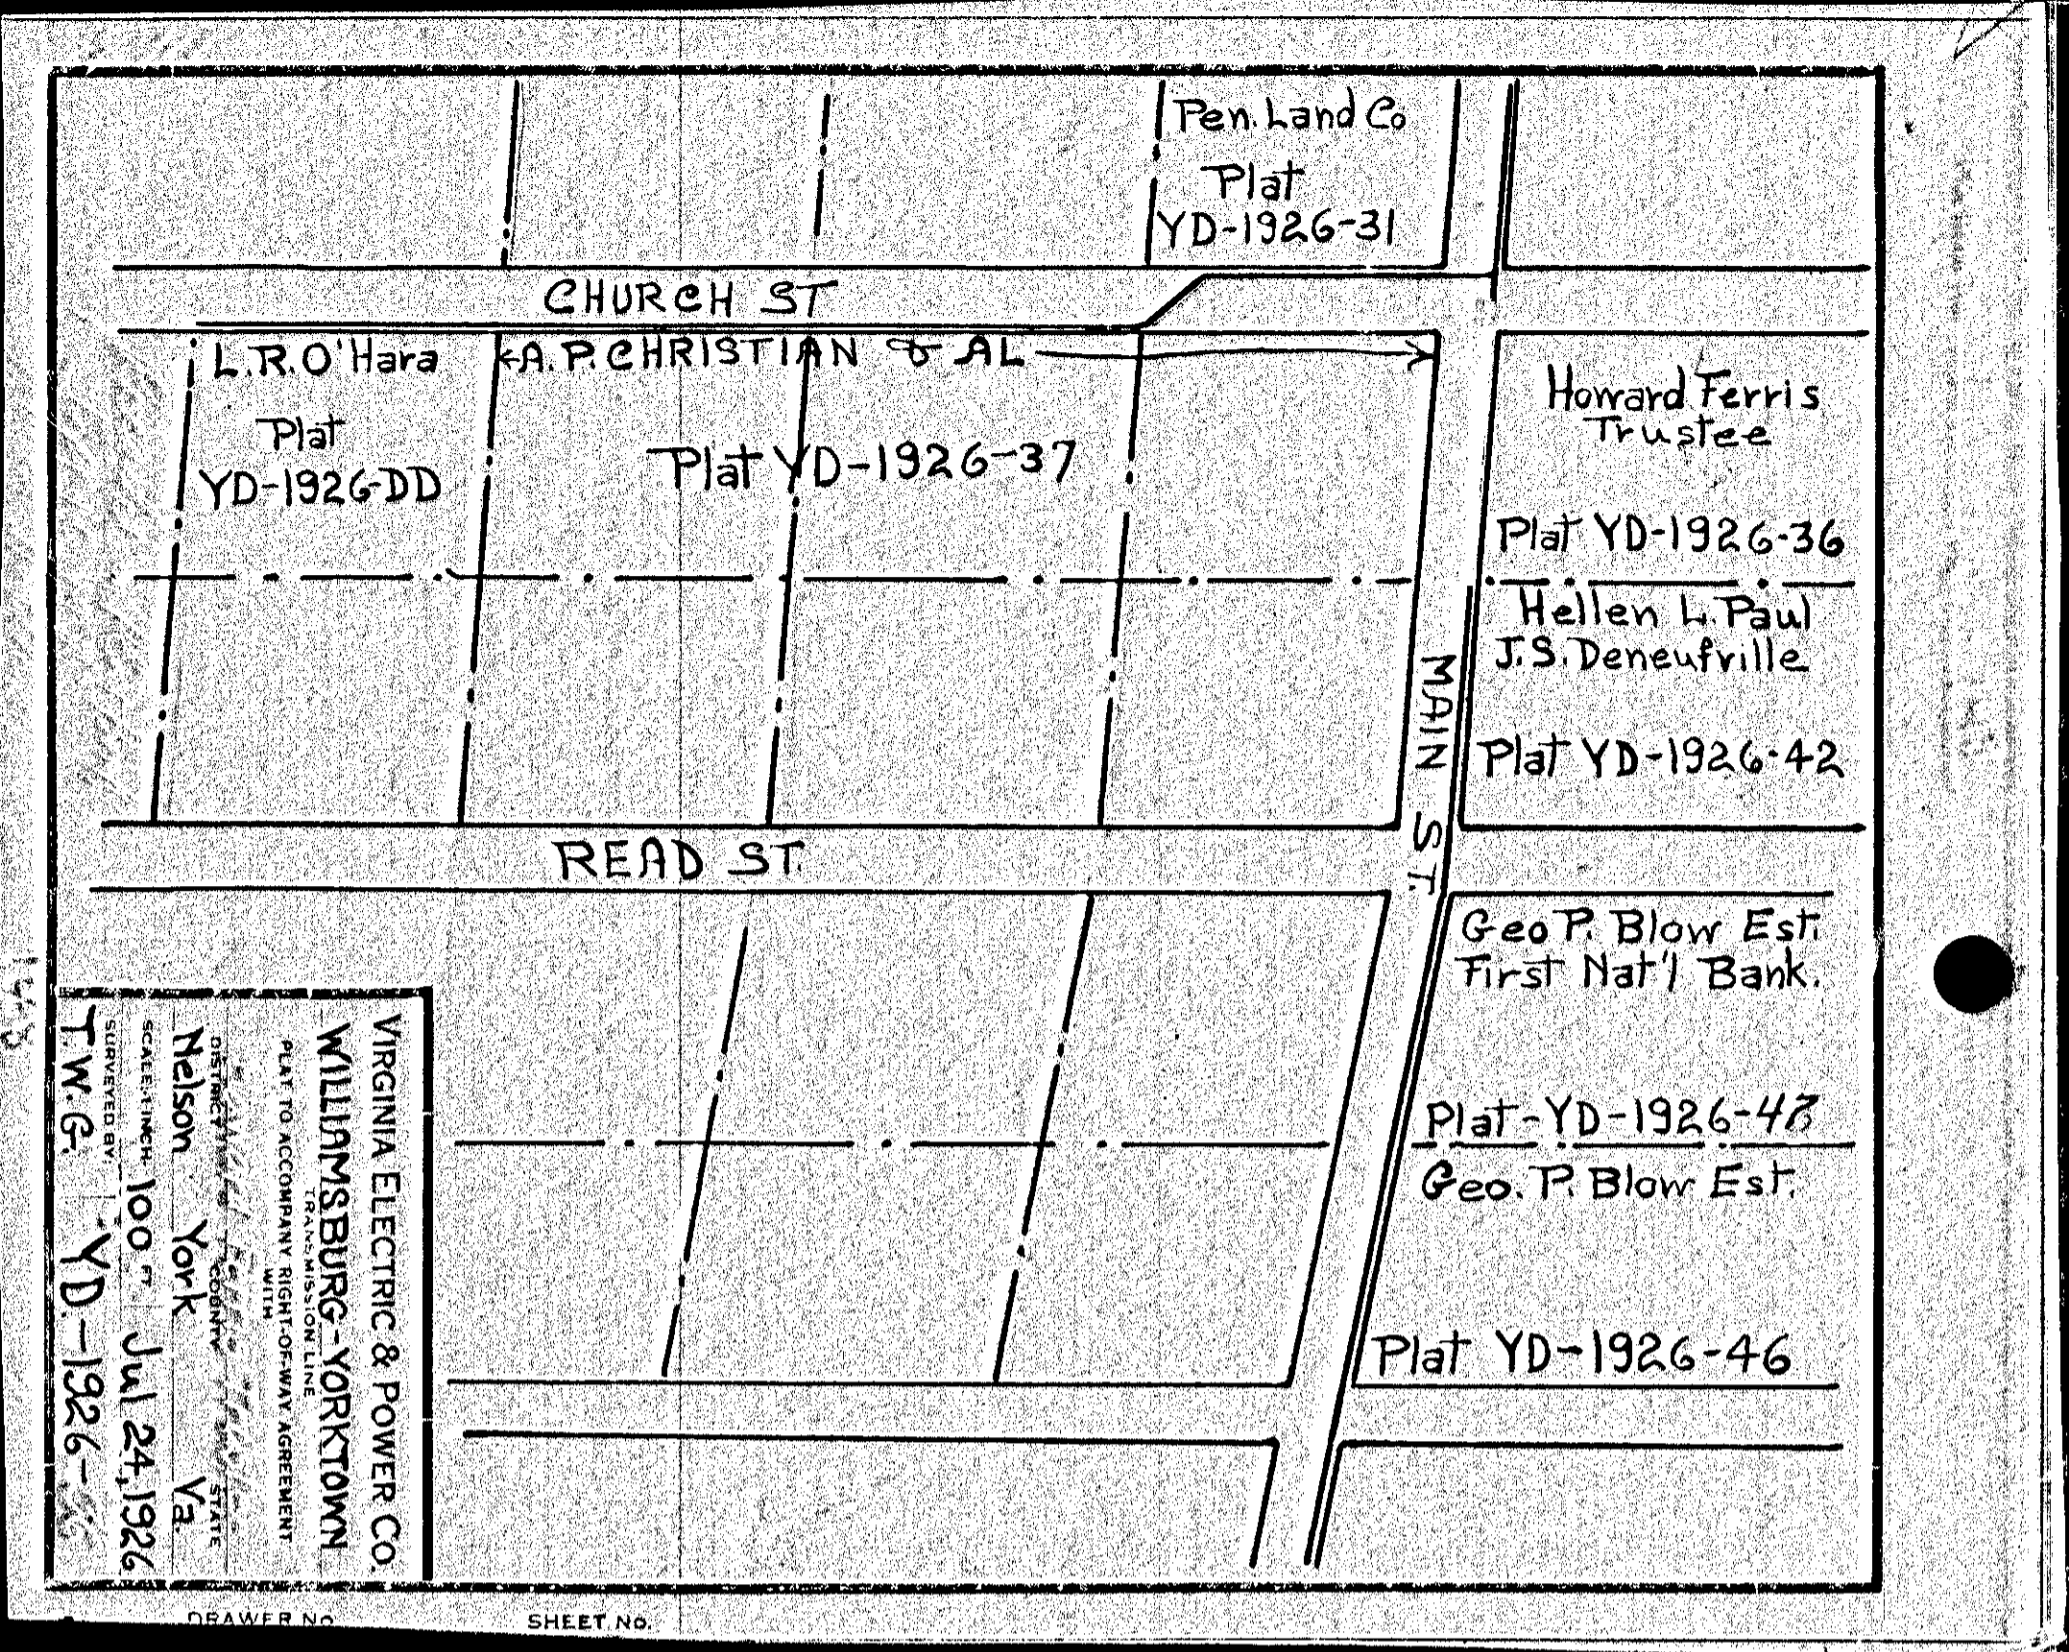 Pen. Land Co
Plat
YD-1926-31
CHURCH ST
L.R. O'Hara
Plat
YD-1926-DD
A.P. CHRISTIAN & AL
Plat YD-1926-37
Howard Ferris
Trustee
Plat YD-1926-36
Hellen L. Paul
J.S. Deneufville
Plat YD-1926-42
MAIN ST.
READ ST.
Geo P. Blow Est.
First Nat'l Bank.
Plat-YD-1926-
Geo. P. Blow Est.
Plat YD-1926-46
VIRGINIA ELECTRIC & POWER CO.
WILLIAMSBURG-YORKTOWN
TRANSMISSION LINE
PLAT TO ACCOMPANY RIGHT-OF-WAY AGREEMENT
WITH
DISTRICT COUNTY STATE
Nelson York Va.
SCALE: 1 INCH 100 FT. Jul 24, 1926
SURVEYED BY:
T.W.G. YD-1926-
DRAWER NO
SHEET NO.